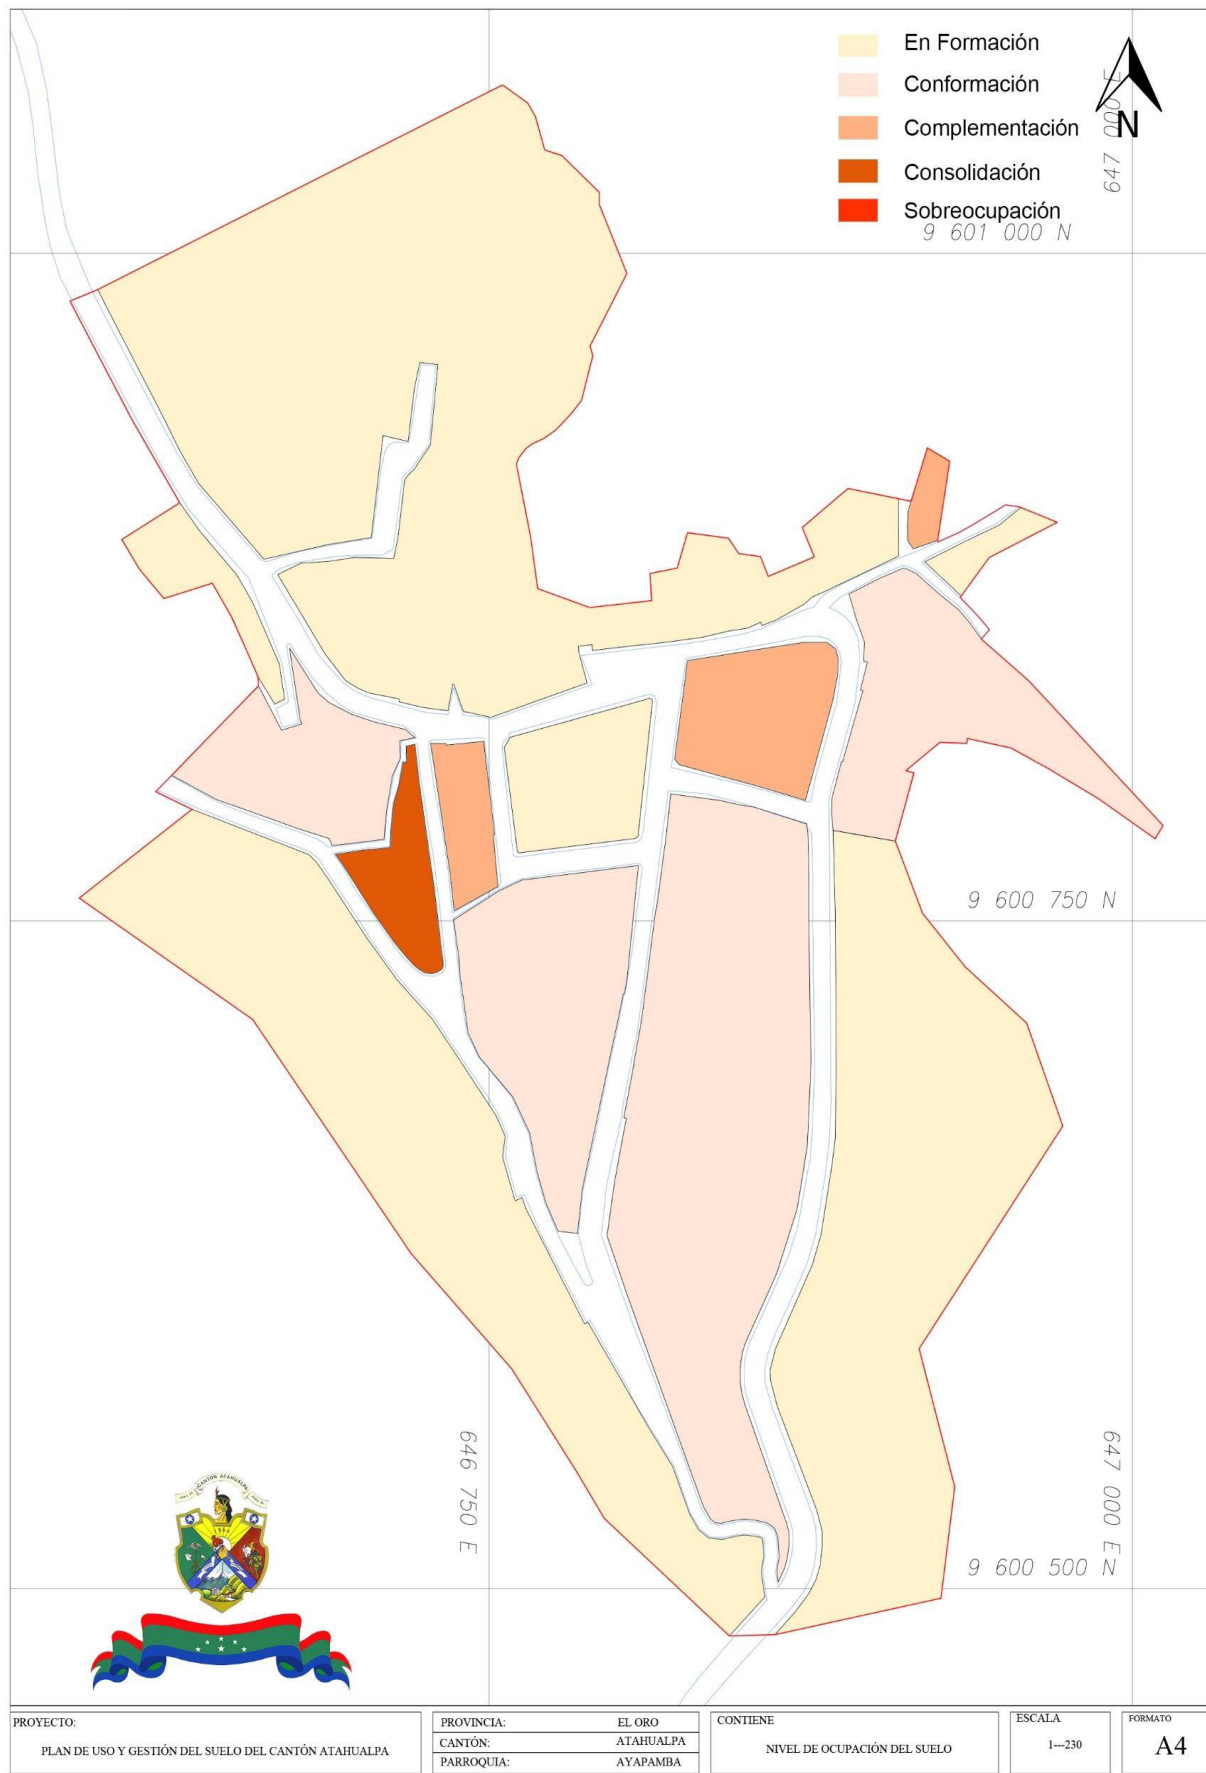 En Formación
Conformación
Complementación
Consolidación
Sobreocupación
N
647 000 E
9 601 000 N
9 600 750 N
646 750 E
647 000 E
9 600 500 N
CANTÓN ATAHUALPA
PROYECTO:
PLAN DE USO Y GESTIÓN DEL SUELO DEL CANTÓN ATAHUALPA
PROVINCIA: EL ORO
CANTÓN: ATAHUALPA
PARROQUIA: AYAPAMBA
CONTIENE
NIVEL DE OCUPACIÓN DEL SUELO
ESCALA
1---230
FORMATO
A4